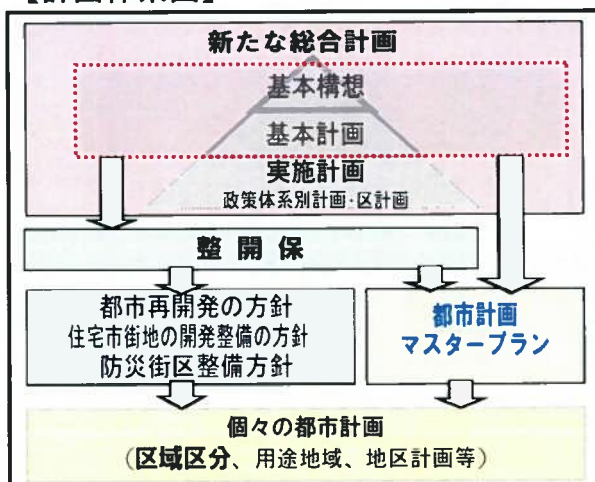 新たな総合計画
基本構想
基本計画
実施計画
政策体系別計画・区計画
整開保
都市再開発の方針
住宅市街地の開発整備の方針
防災街区整備方針
都市計画
マスタープラン
個々の都市計画
（区域区分、用途地域、地区計画等）